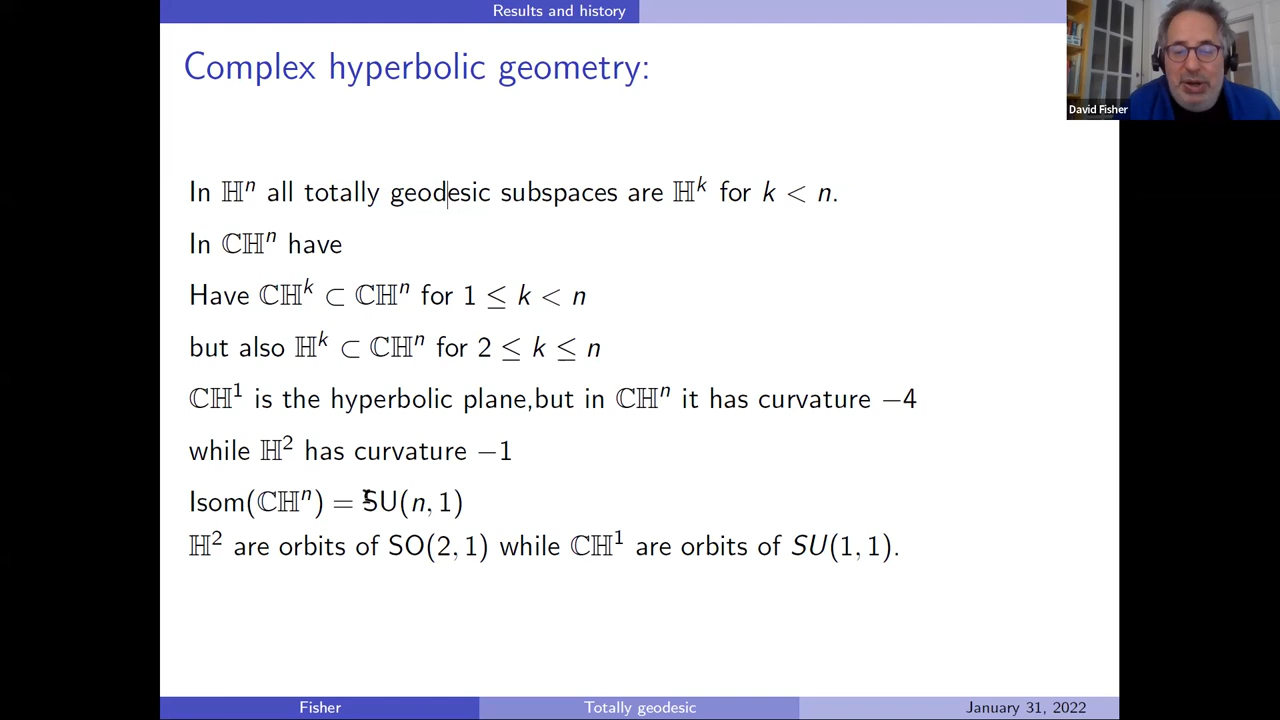 Results and history
Complex hyperbolic geometry:
David Fisher
In ℍⁿ all totally geodesic subspaces are ℍᵏ for k < n.
In ℂℍⁿ have
Have ℂℍᵏ ⊂ ℂℍⁿ for 1 ≤ k < n
but also ℍᵏ ⊂ ℂℍⁿ for 2 ≤ k ≤ n
ℂℍ¹ is the hyperbolic plane,but in ℂℍⁿ it has curvature −4
while ℍ² has curvature −1
Isom(ℂℍⁿ) = SU(n, 1)
ℍ² are orbits of SO(2, 1) while ℂℍ¹ are orbits of SU(1, 1).
Fisher
Totally geodesic
January 31, 2022